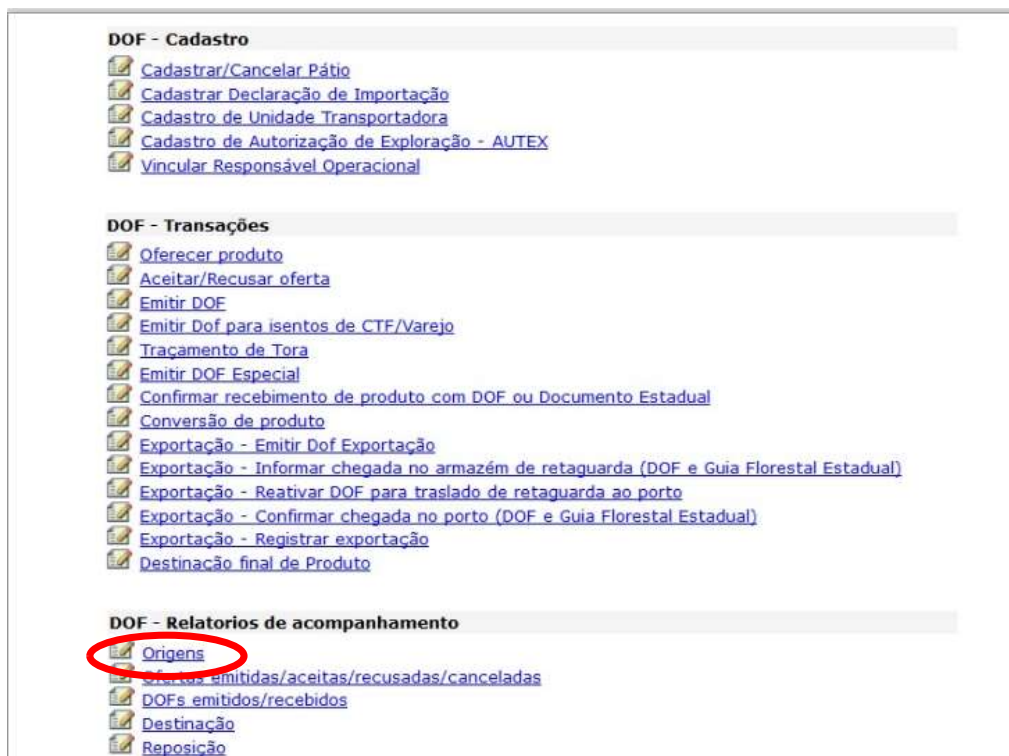 DOF - Cadastro
Cadastrar/Cancelar Pátio
Cadastrar Declaração de Importação
Cadastro de Unidade Transportadora
Cadastro de Autorização de Exploração - AUTEX
Vincular Responsável Operacional
DOF - Transações
Oferecer produto
Aceitar/Recusar oferta
Emitir DOF
Emitir Dof para isentos de CTF/Varejo
Traçamento de Tora
Emitir DOF Especial
Confirmar recebimento de produto com DOF ou Documento Estadual
Conversão de produto
Exportação - Emitir Dof Exportação
Exportação - Informar chegada no armazém de retaguarda (DOF e Guia Florestal Estadual)
Exportação - Reativar DOF para traslado de retaguarda ao porto
Exportação - Confirmar chegada no porto (DOF e Guia Florestal Estadual)
Exportação - Registrar exportação
Destinação final de Produto
DOF - Relatorios de acompanhamento
Origens
Ofertas emitidas/aceitas/recusadas/canceladas
DOFs emitidos/recebidos
Destinação
Reposição